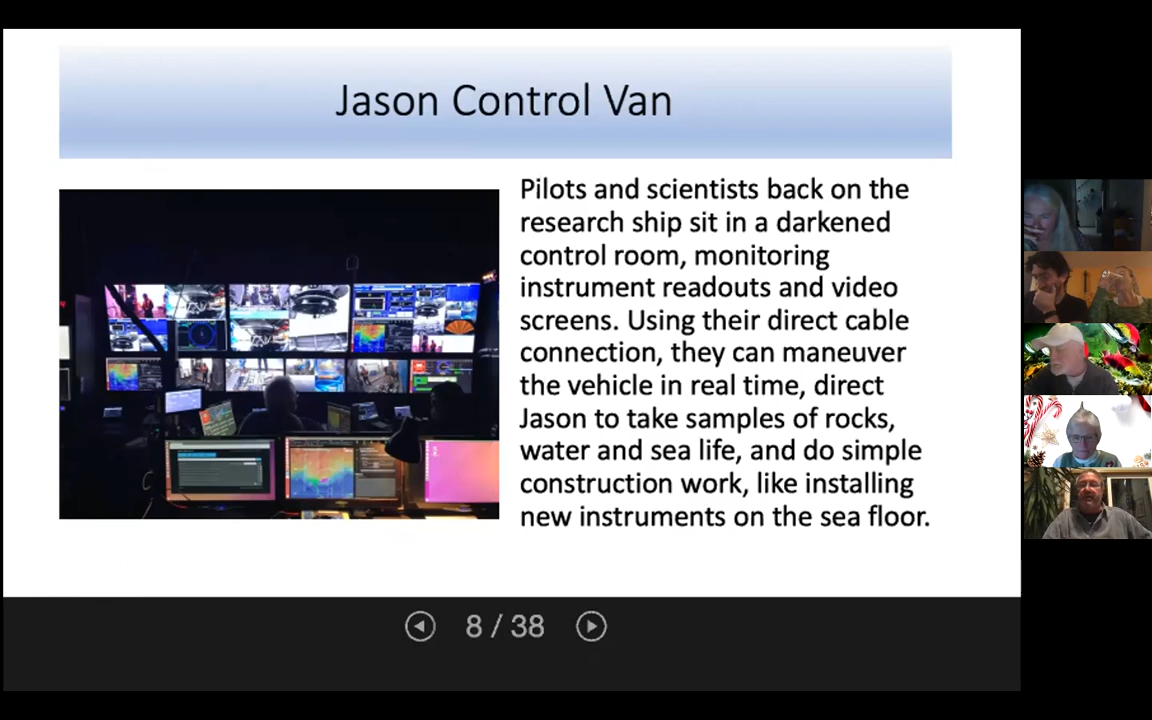 Jason Control Van
Pilots and scientists back on the
research ship sit in a darkened
control room, monitoring
instrument readouts and video
screens. Using their direct cable
connection, they can maneuver
the vehicle in real time, direct
Jason to take samples of rocks,
water and sea life, and do simple
construction work, like installing
new instruments on the sea floor.
8 / 38